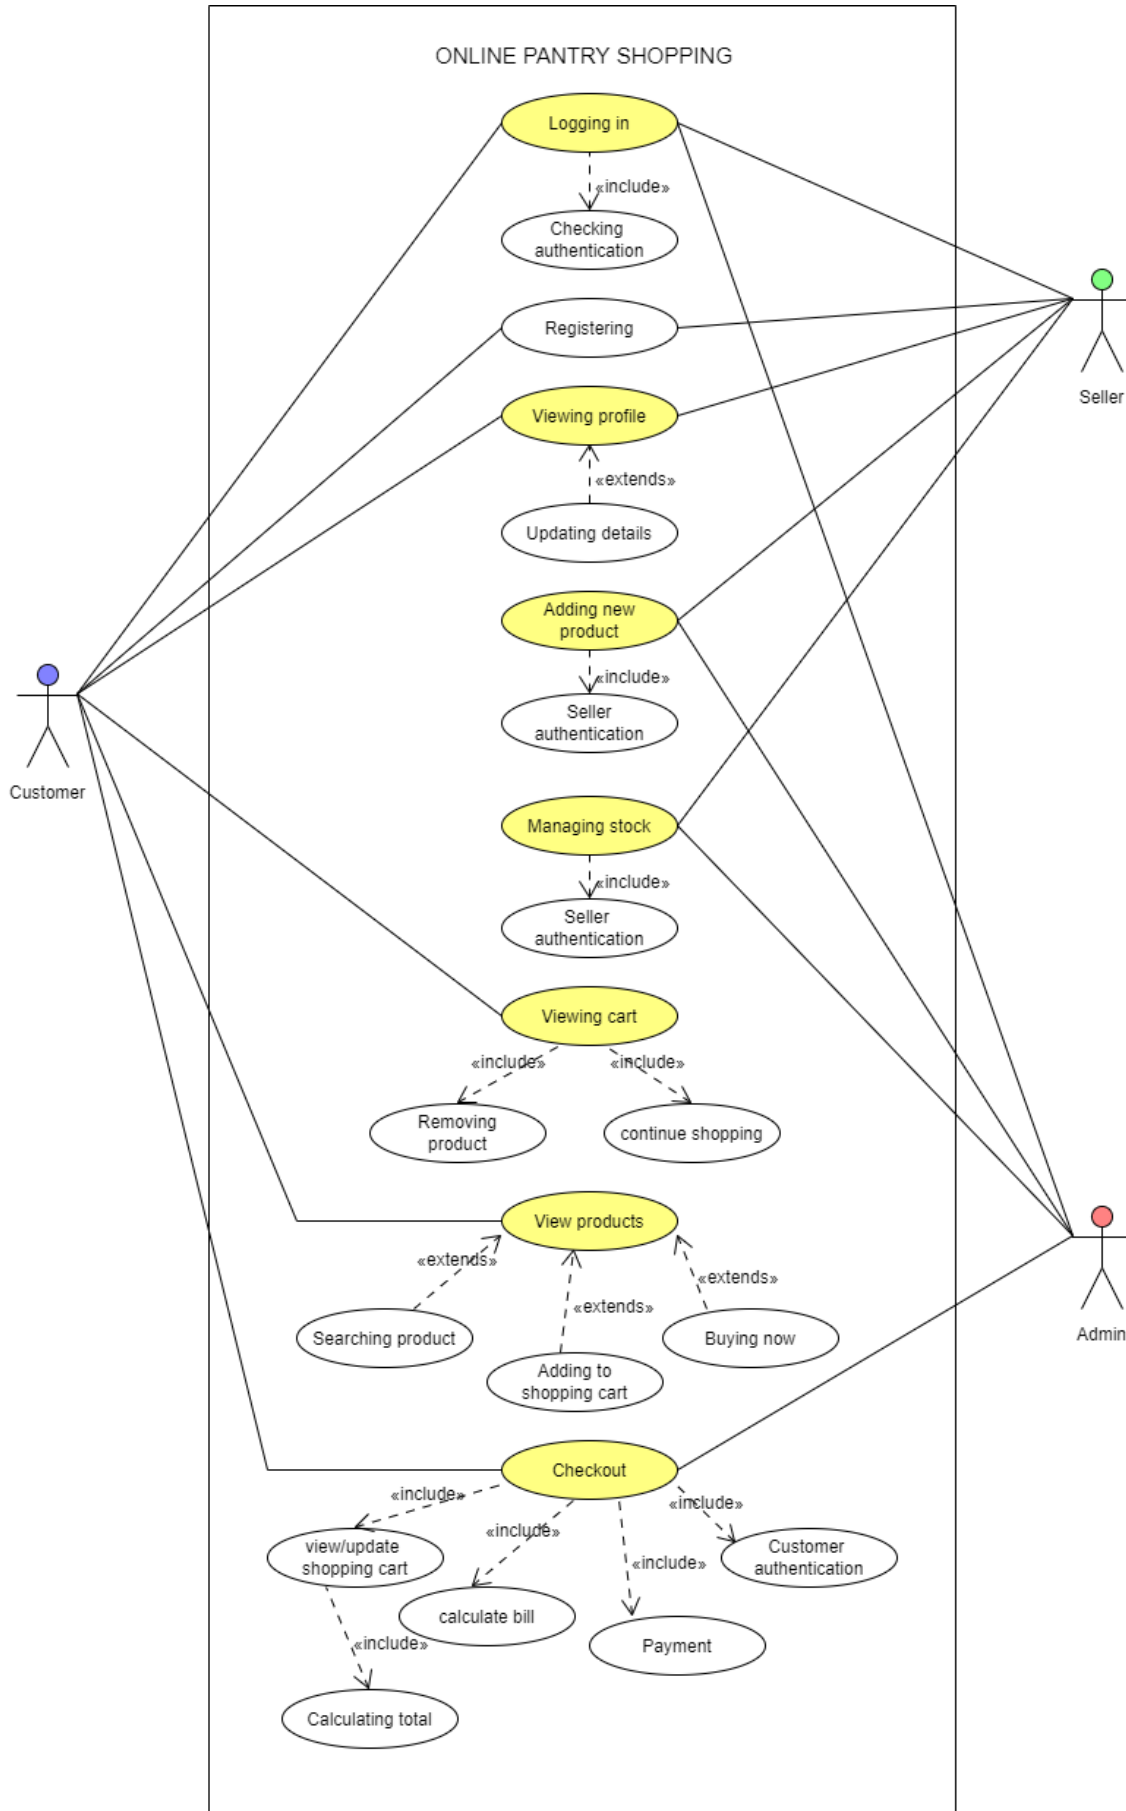 ONLINE PANTRY SHOPPING
Logging in
«include»
Checking
authentication
Registering
Seller
Viewing profile
«extends»
Updating details
Adding new
product
«include»
Seller
authentication
Customer
Managing stock
«include»
Seller
authentication
Viewing cart
«include»
«include»
Removing
product
continue shopping
View products
«extends»
«extends»
«extends»
Searching product
Buying now
Admin
Adding to
shopping cart
Checkout
«include»
«include»
«include»
«include»
view/update
shopping cart
Customer
authentication
calculate bill
Payment
«include»
Calculating total